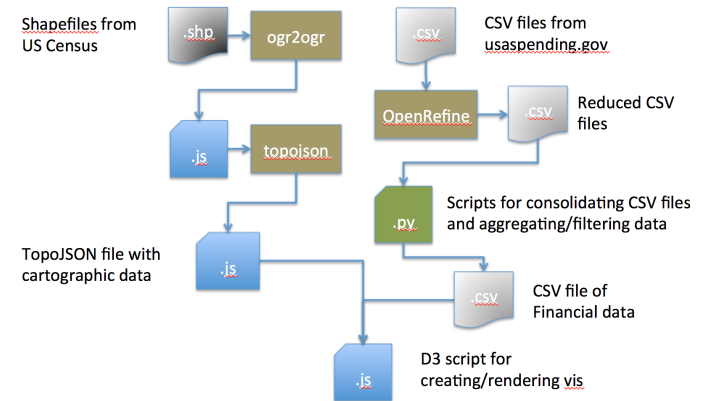 Shapefiles from
US Census
.shp
ogr2ogr
.csv
CSV files from
usaspending.gov
OpenRefine
.csv
Reduced CSV
files
.js
topojson
.py
Scripts for consolidating CSV files
and aggregating/filtering data
TopoJSON file with
cartographic data
.js
.csv
CSV file of
Financial data
.js
D3 script for
creating/rendering vis